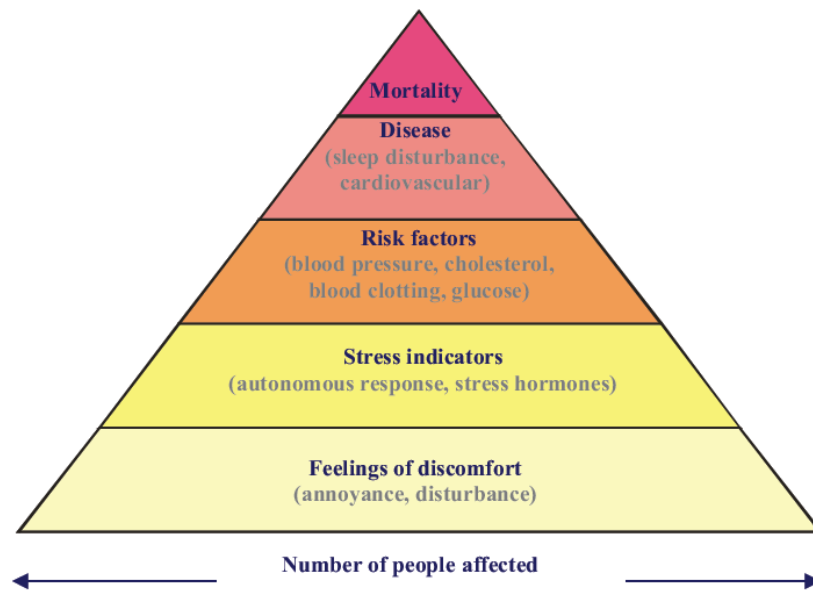 Mortality
Disease
(sleep disturbance,
cardiovascular)
Risk factors
(blood pressure, cholesterol,
blood clotting, glucose)
Stress indicators
(autonomous response, stress hormones)
Feelings of discomfort
(annoyance, disturbance)
Number of people affected